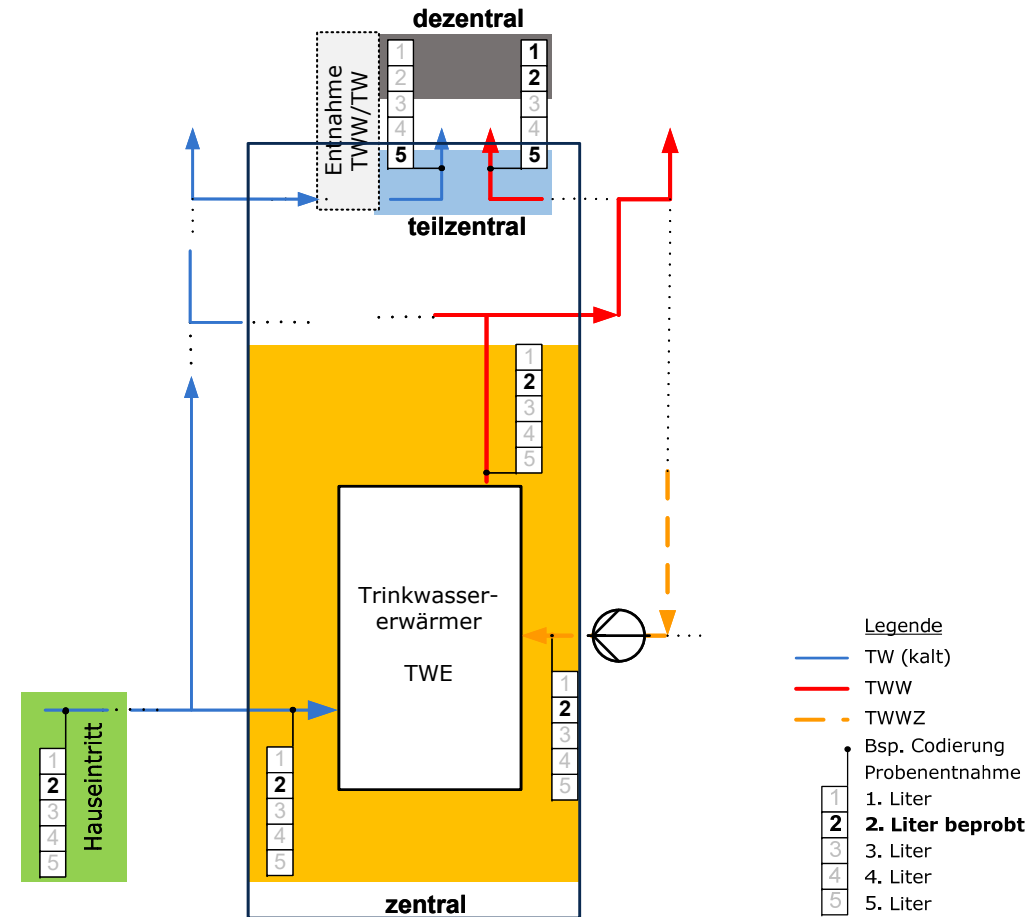 dezentral
Entnahme
TWW/TW
1
2
3
4
5
1
2
3
4
5
teilzentral
1
2
3
4
5
Trinkwasser-
erwärmer
TWE
Hauseintritt
1
2
3
4
5
1
2
3
4
5
1
2
3
4
5
zentral
Legende
TW (kalt)
TWW
TWWZ
Bsp. Codierung
Probenentnahme
1 1. Liter
2 2. Liter beprobt
3 3. Liter
4 4. Liter
5 5. Liter